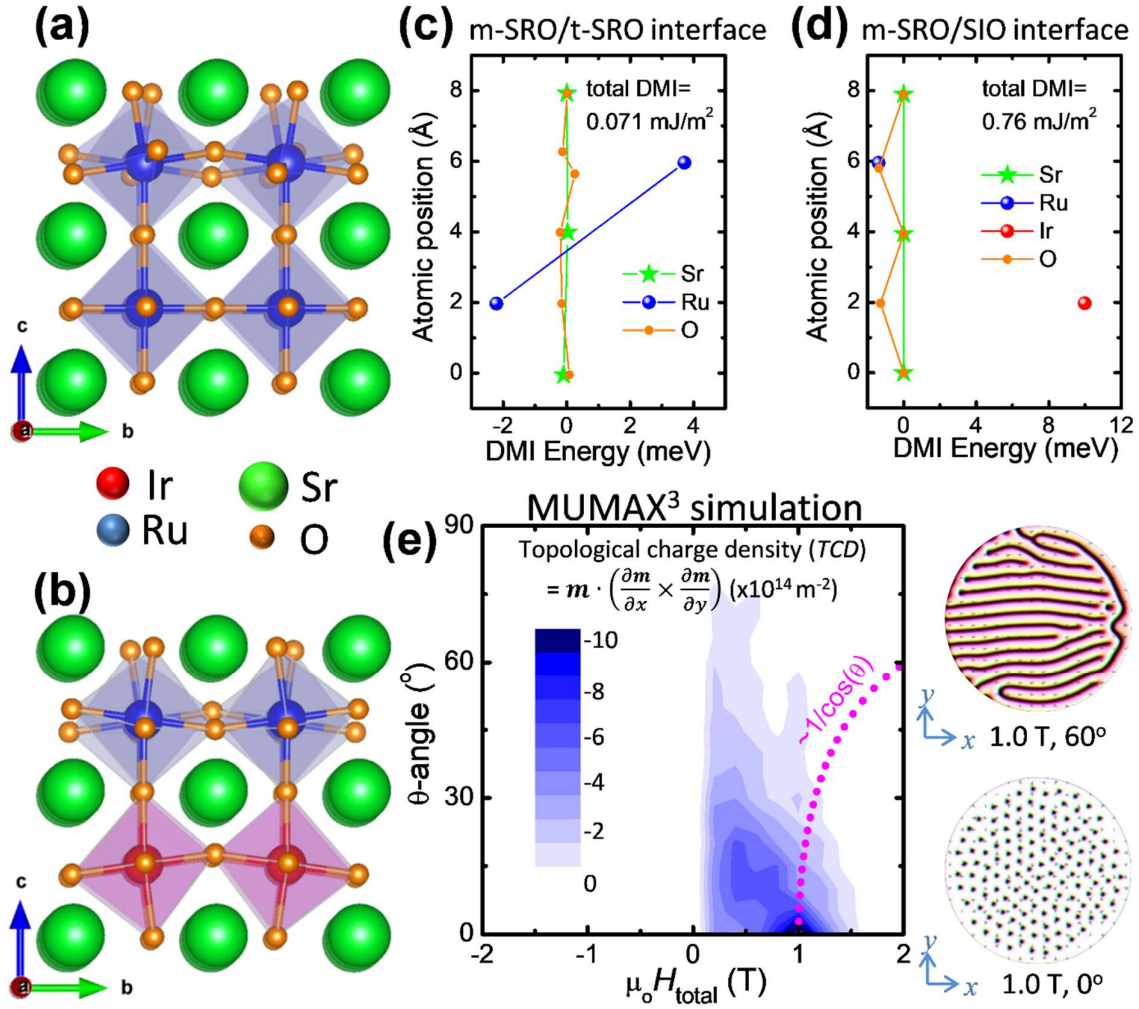 (a)
c
a
b
Ir
Sr
Ru
O
(b)
c
a
b
(c)
m-SRO/t-SRO interface
total DMI=
0.071 mJ/m²
Sr
Ru
O
Atomic position (Å)
8
6
4
2
0
-2 0 2 4
DMI Energy (meV)
(d)
m-SRO/SIO interface
total DMI=
0.76 mJ/m²
Sr
Ru
Ir
O
Atomic position (Å)
8
6
4
2
0
0 4 8 12
DMI Energy (meV)
MUMAX³ simulation
(e)
Topological charge density (TCD)
= m · (∂m/∂x × ∂m/∂y) (x10¹⁴ m⁻²)
-10
-8
-6
-4
-2
0
~1/cos(θ)
θ-angle (°)
90
60
30
0
-2 -1 0 1 2
μₒHtotal (T)
y
x
1.0 T, 60°
y
x
1.0 T, 0°